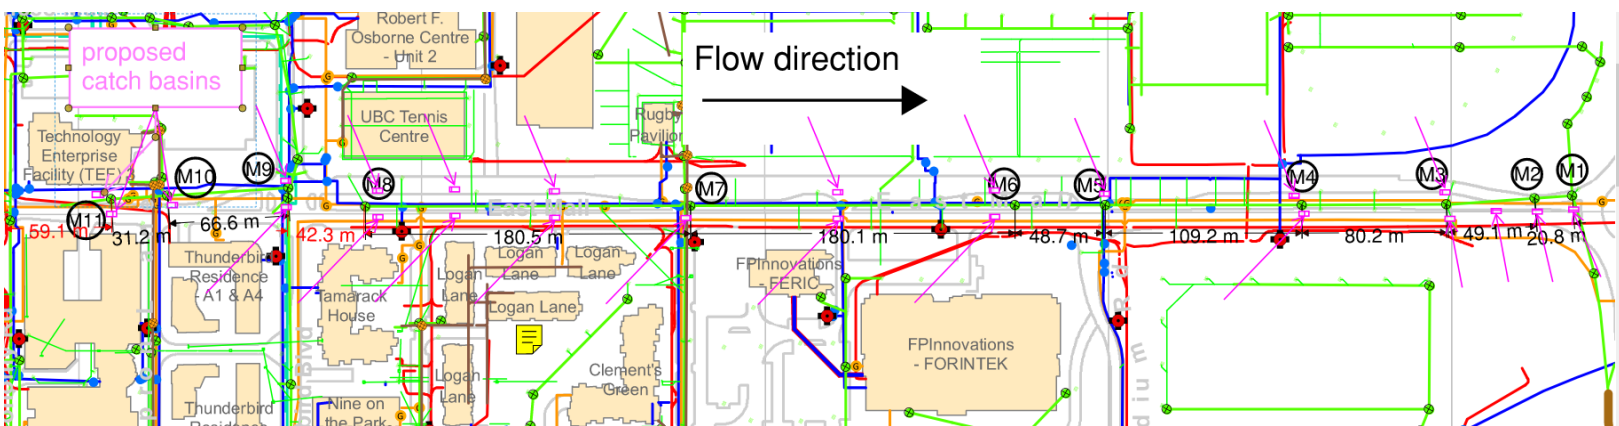 Robert F.
Osborne Centre
- Unit 2
proposed
catch basins
Flow direction
UBC Tennis
Centre
Rugby
Pavilion
Technology
Enterprise
Facility (TEF) 3
M11
M10
M9
M8
M7
M6
M5
M4
M3
M2
M1
East Mall
East Mall
59.1 m
31.2 m
66.6 m
42.3 m
180.5 m
180.1 m
48.7 m
109.2 m
80.2 m
49.1 m
20.8 m
Thunderbird
Residence
- A1 & A4
Tamarack
House
Logan
Lane
Logan
Lane
Logan
Lane
Logan Lane
FPInnovations
- FERIC
FPInnovations
- FORINTEK
Clement's
Green
Logan
Lane
Nine on
the Park
Thunderbird
Residence